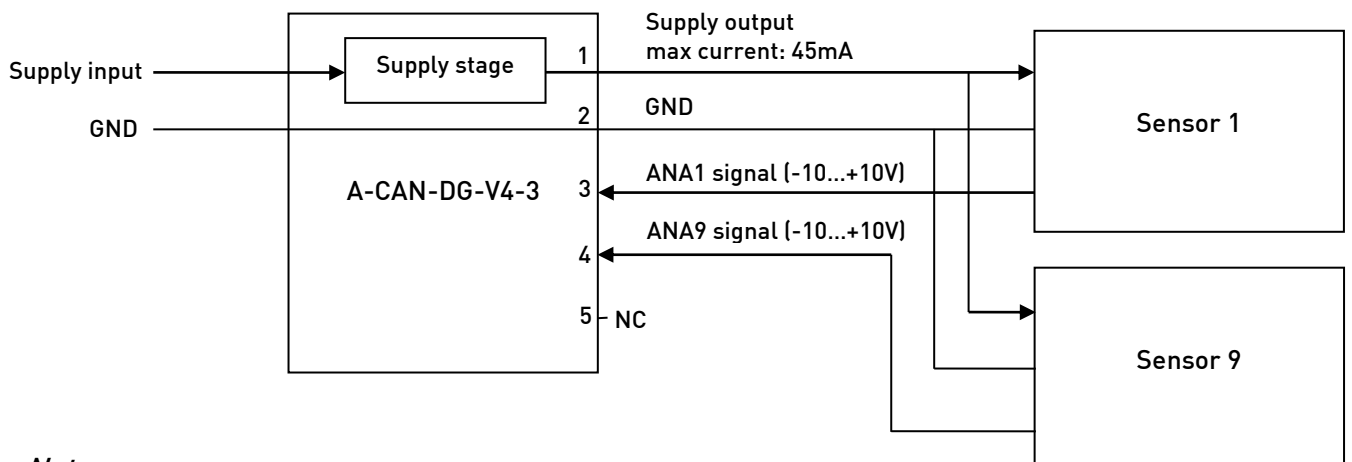 Supply output
max current: 45mA
Supply input
Supply stage
1
GND
2
GND
Sensor 1
A-CAN-DG-V4-3
3
ANA1 signal (-10...+10V)
4
ANA9 signal (-10...+10V)
5
NC
Sensor 9